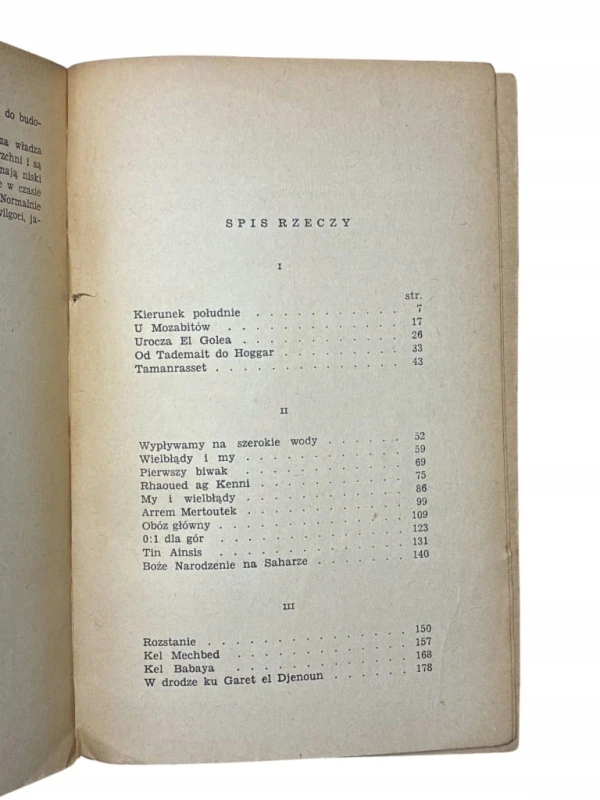 do budo-
za władza
rzchni i są
mają niski
e w czasie
Normalnie
wilgoci, ja-
SPIS RZECZY
I
str.
Kierunek południe . . . . . . . . . . . 7
U Mozabitów . . . . . . . . . . . . 17
Urocza El Golea . . . . . . . . . . . 26
Od Tademait do Hoggar . . . . . . . . . 33
Tamanrasset . . . . . . . . . . . . . 43
II
Wypływamy na szerokie wody . . . . . . 52
Wielbłądy i my . . . . . . . . . . . 59
Pierwszy biwak . . . . . . . . . . . 69
Rhaoued ag Kenni . . . . . . . . . . 75
My i wielbłądy . . . . . . . . . . . 86
Arrem Mertoutek . . . . . . . . . . . 99
Obóz główny . . . . . . . . . . . . 109
0:1 dla gór . . . . . . . . . . . . 123
Tin Ainsis . . . . . . . . . . . . 131
Boże Narodzenie na Saharze . . . . . . . 140
III
Rozstanie . . . . . . . . . . . . . 150
Kel Mechbed . . . . . . . . . . . . 157
Kel Babaya . . . . . . . . . . . . 168
W drodze ku Garet el Djenoun . . . . . . 178